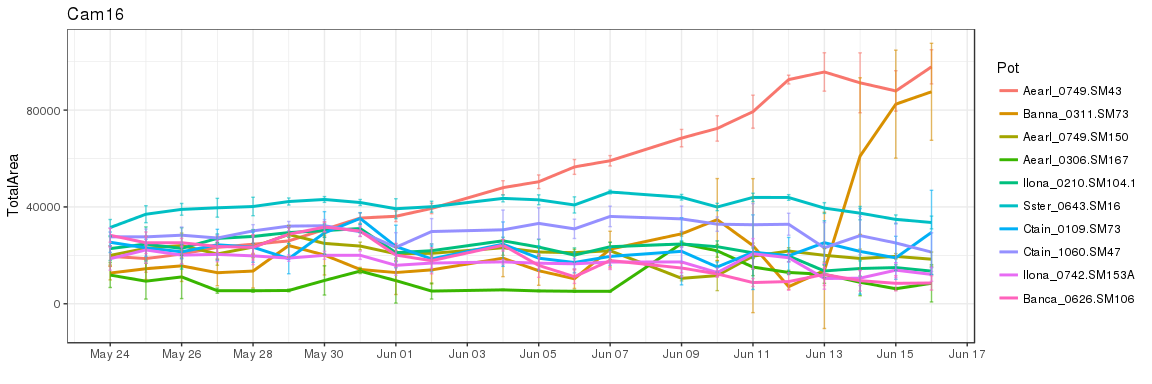 Cam16
TotalArea
80000
40000
0
May 24 May 26 May 28 May 30 Jun 01 Jun 03 Jun 05 Jun 07 Jun 09 Jun 11 Jun 13 Jun 15 Jun 17
Pot
Aearl_0749.SM43
Banna_0311.SM73
Aearl_0749.SM150
Aearl_0306.SM167
Ilona_0210.SM104.1
Sster_0643.SM16
Ctain_0109.SM73
Ctain_1060.SM47
Ilona_0742.SM153A
Banca_0626.SM106